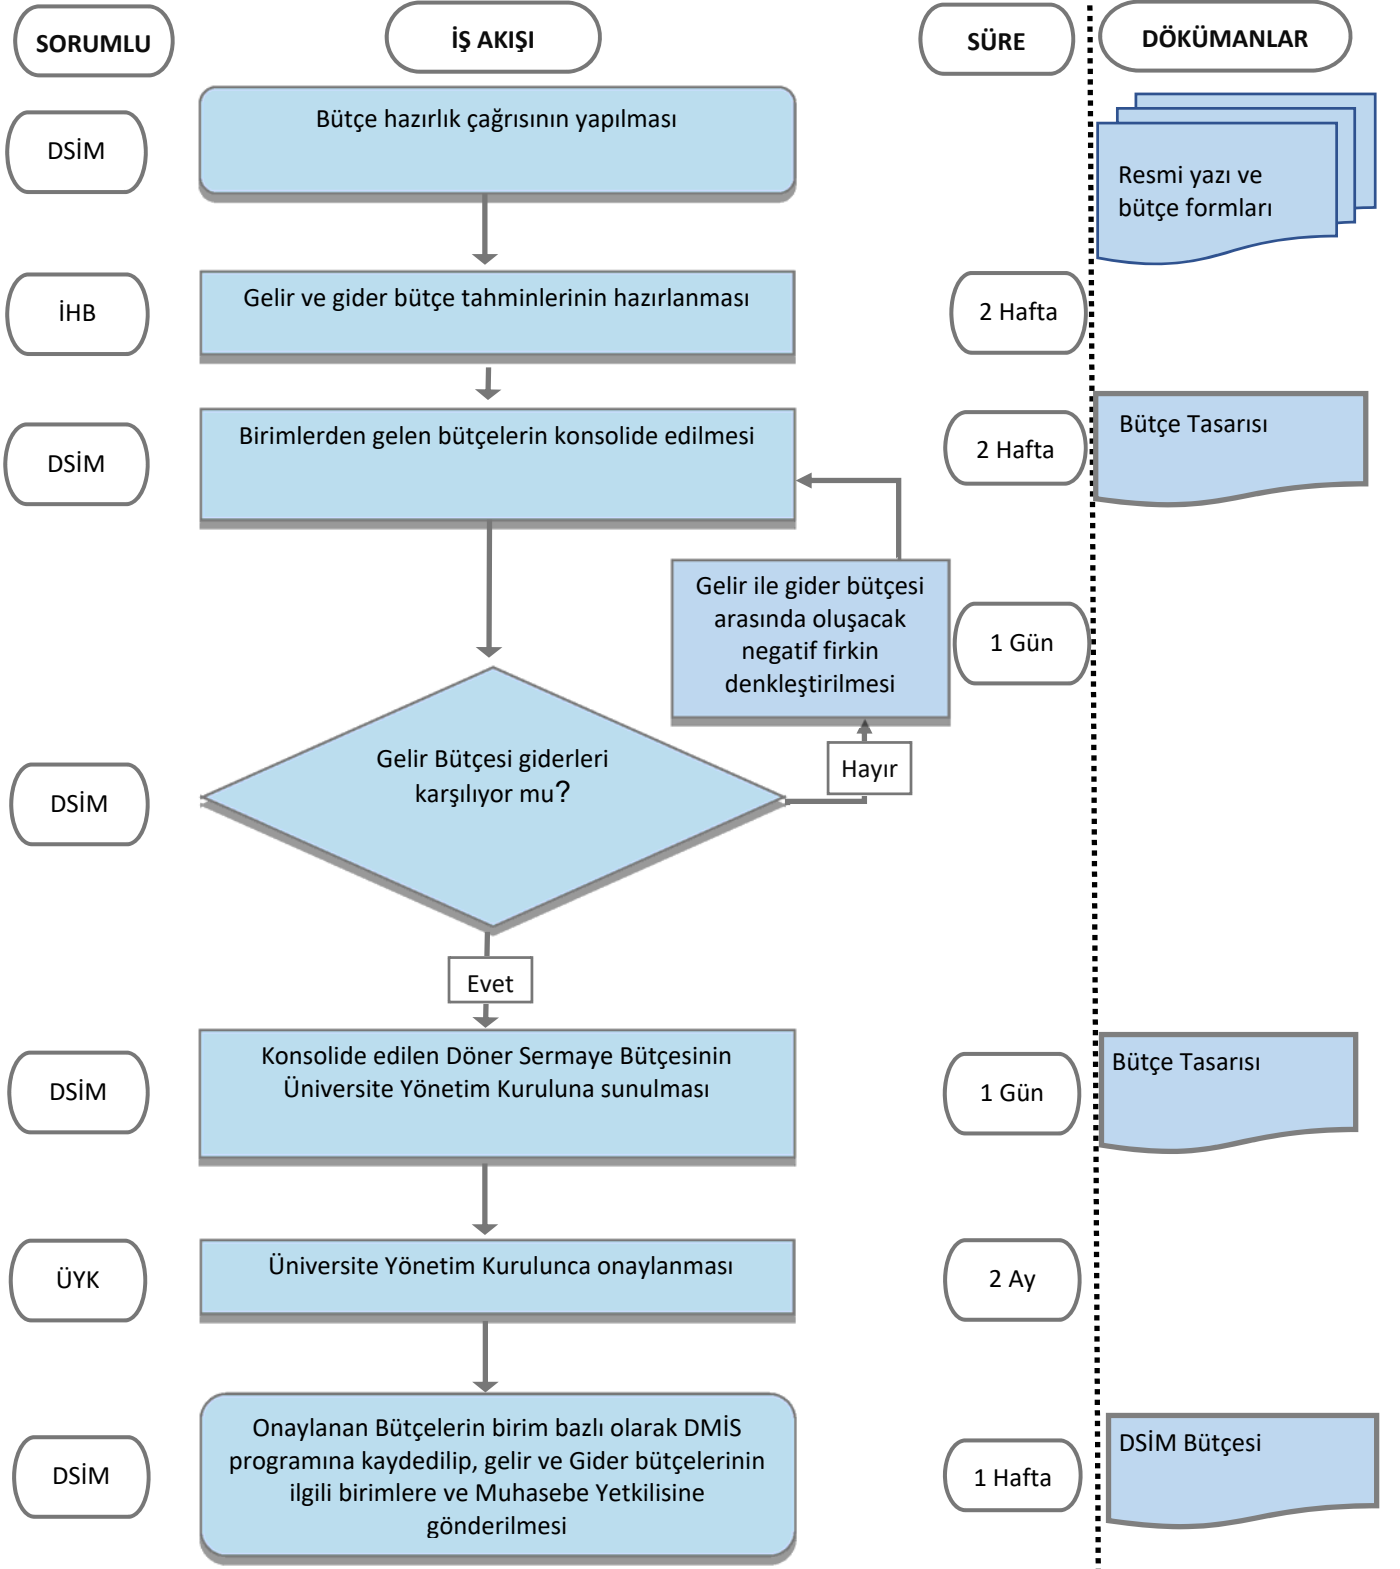 SORUMLU
İŞ AKIŞI
SÜRE
DÖKÜMANLAR
DSİM
Bütçe hazırlık çağrısının yapılması
Resmi yazı ve
bütçe formları
İHB
Gelir ve gider bütçe tahminlerinin hazırlanması
2 Hafta
DSİM
Birimlerden gelen bütçelerin konsolide edilmesi
2 Hafta
Bütçe Tasarısı
Gelir ile gider bütçesi
arasında oluşacak
negatif firkin
denkleştirilmesi
1 Gün
DSİM
Gelir Bütçesi giderleri
karşılıyor mu?
Hayır
Evet
DSİM
Konsolide edilen Döner Sermaye Bütçesinin
Üniversite Yönetim Kuruluna sunulması
1 Gün
Bütçe Tasarısı
ÜYK
Üniversite Yönetim Kurulunca onaylanması
2 Ay
DSİM
Onaylanan Bütçelerin birim bazlı olarak DMİS
programına kaydedilip, gelir ve Gider bütçelerinin
ilgili birimlere ve Muhasebe Yetkilisine
gönderilmesi
1 Hafta
DSİM Bütçesi